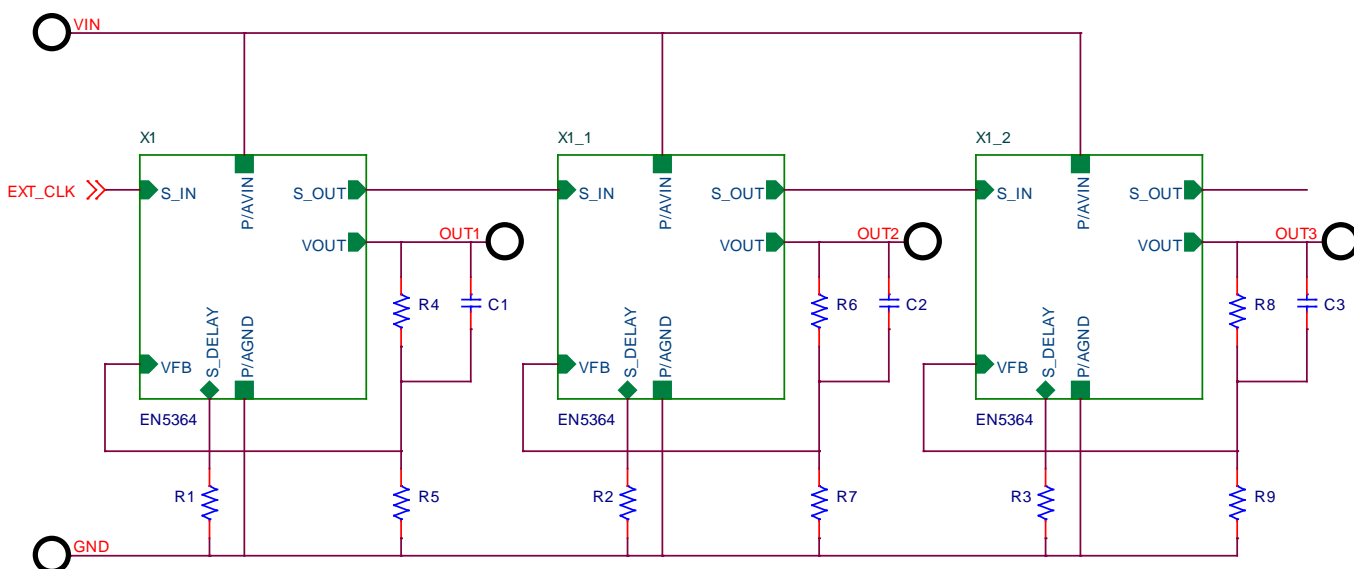 VIN
X1
X1_1
X1_2
EXT_CLK
S_IN
P/AVIN
S_OUT
S_IN
P/AVIN
S_OUT
S_IN
P/AVIN
S_OUT
VOUT
OUT1
VOUT
OUT2
VOUT
OUT3
R4
C1
R6
C2
R8
C3
VFB
S_DELAY
P/AGND
VFB
S_DELAY
P/AGND
VFB
S_DELAY
P/AGND
EN5364
EN5364
EN5364
R1
R5
R2
R7
R3
R9
GND